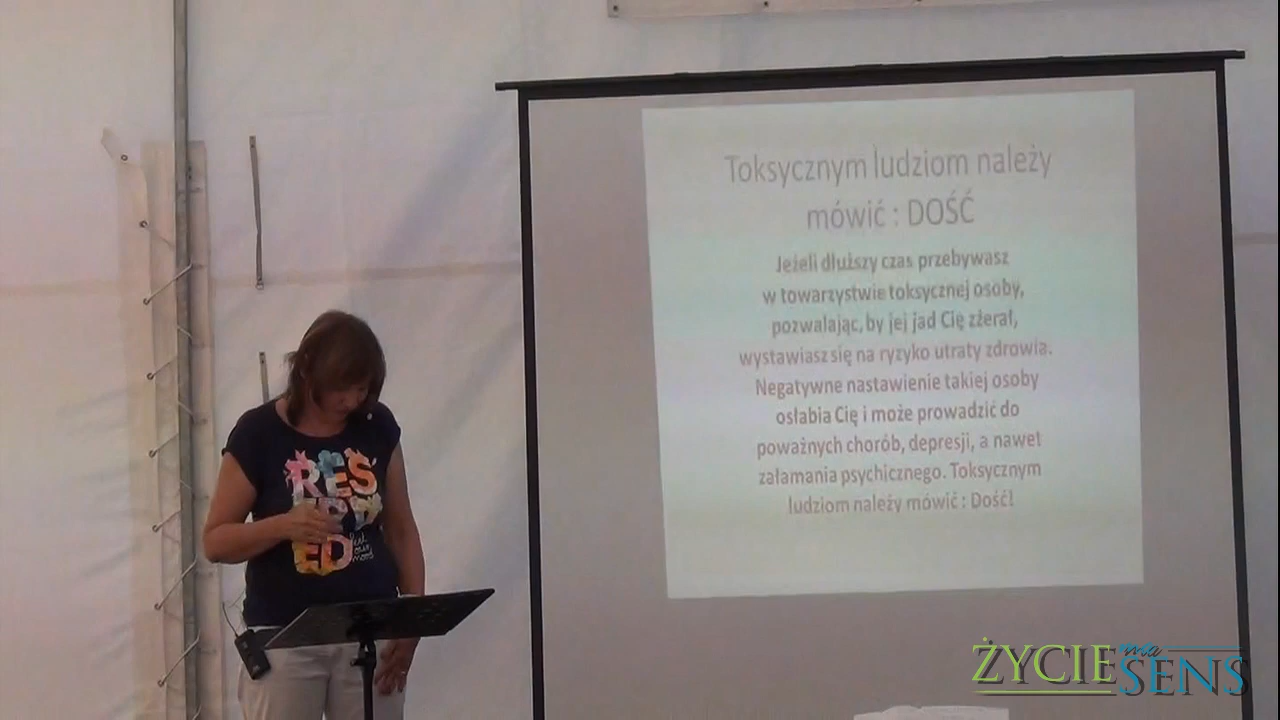 Toksycznym ludziom należy
mówić : DOŚĆ
Jeżeli dłuższy czas przebywasz
w towarzystwie toksycznej osoby,
pozwalając, by jej jad Cię zżerał,
wystawiasz się na ryzyko utraty zdrowia.
Negatywne nastawienie takiej osoby
osłabia Cię i może prowadzić do
poważnych chorób, depresji, a nawet
załamania psychicznego. Toksycznym
ludziom należy mówić : Dość!
RES
ED
ŻYCIE ma
SENS